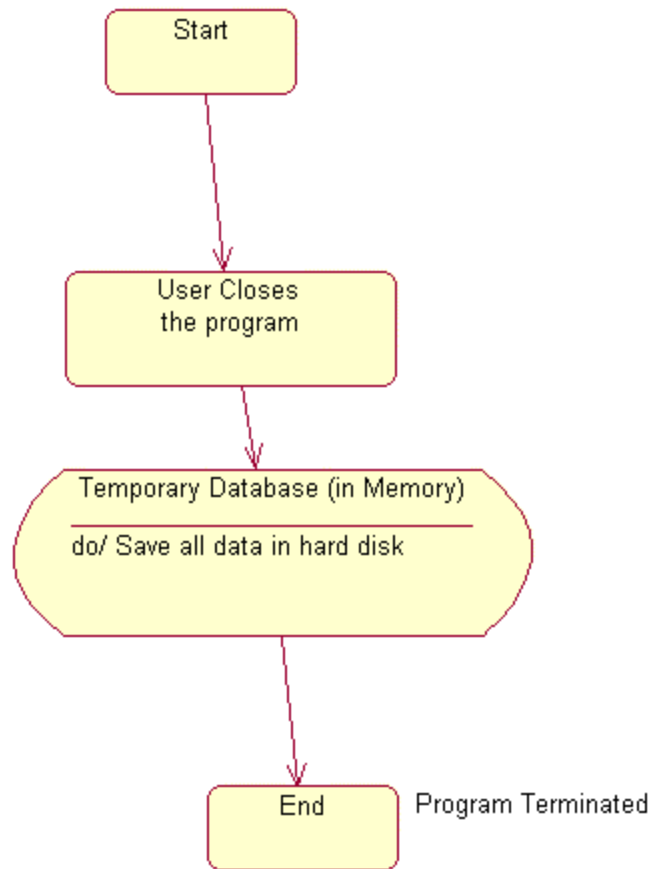 Start
User Closes
the program
Temporary Database (in Memory)
do/ Save all data in hard disk
End
Program Terminated